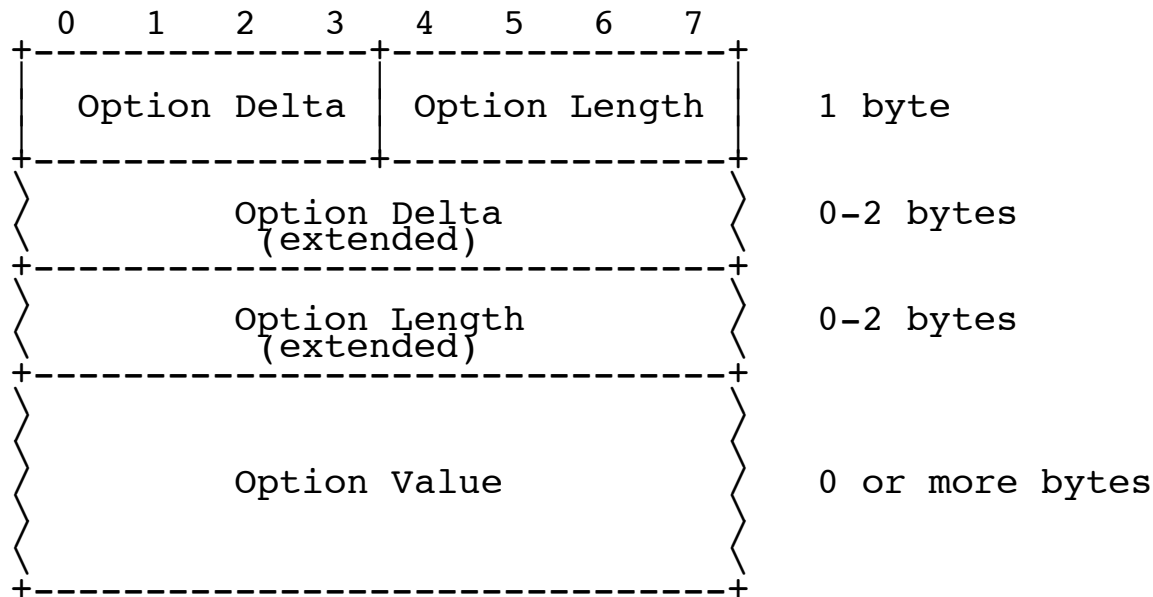 0 1 2 3 4 5 6 7
Option Delta Option Length 1 byte
Option Delta 0-2 bytes
(extended)
Option Length 0-2 bytes
(extended)
Option Value 0 or more bytes